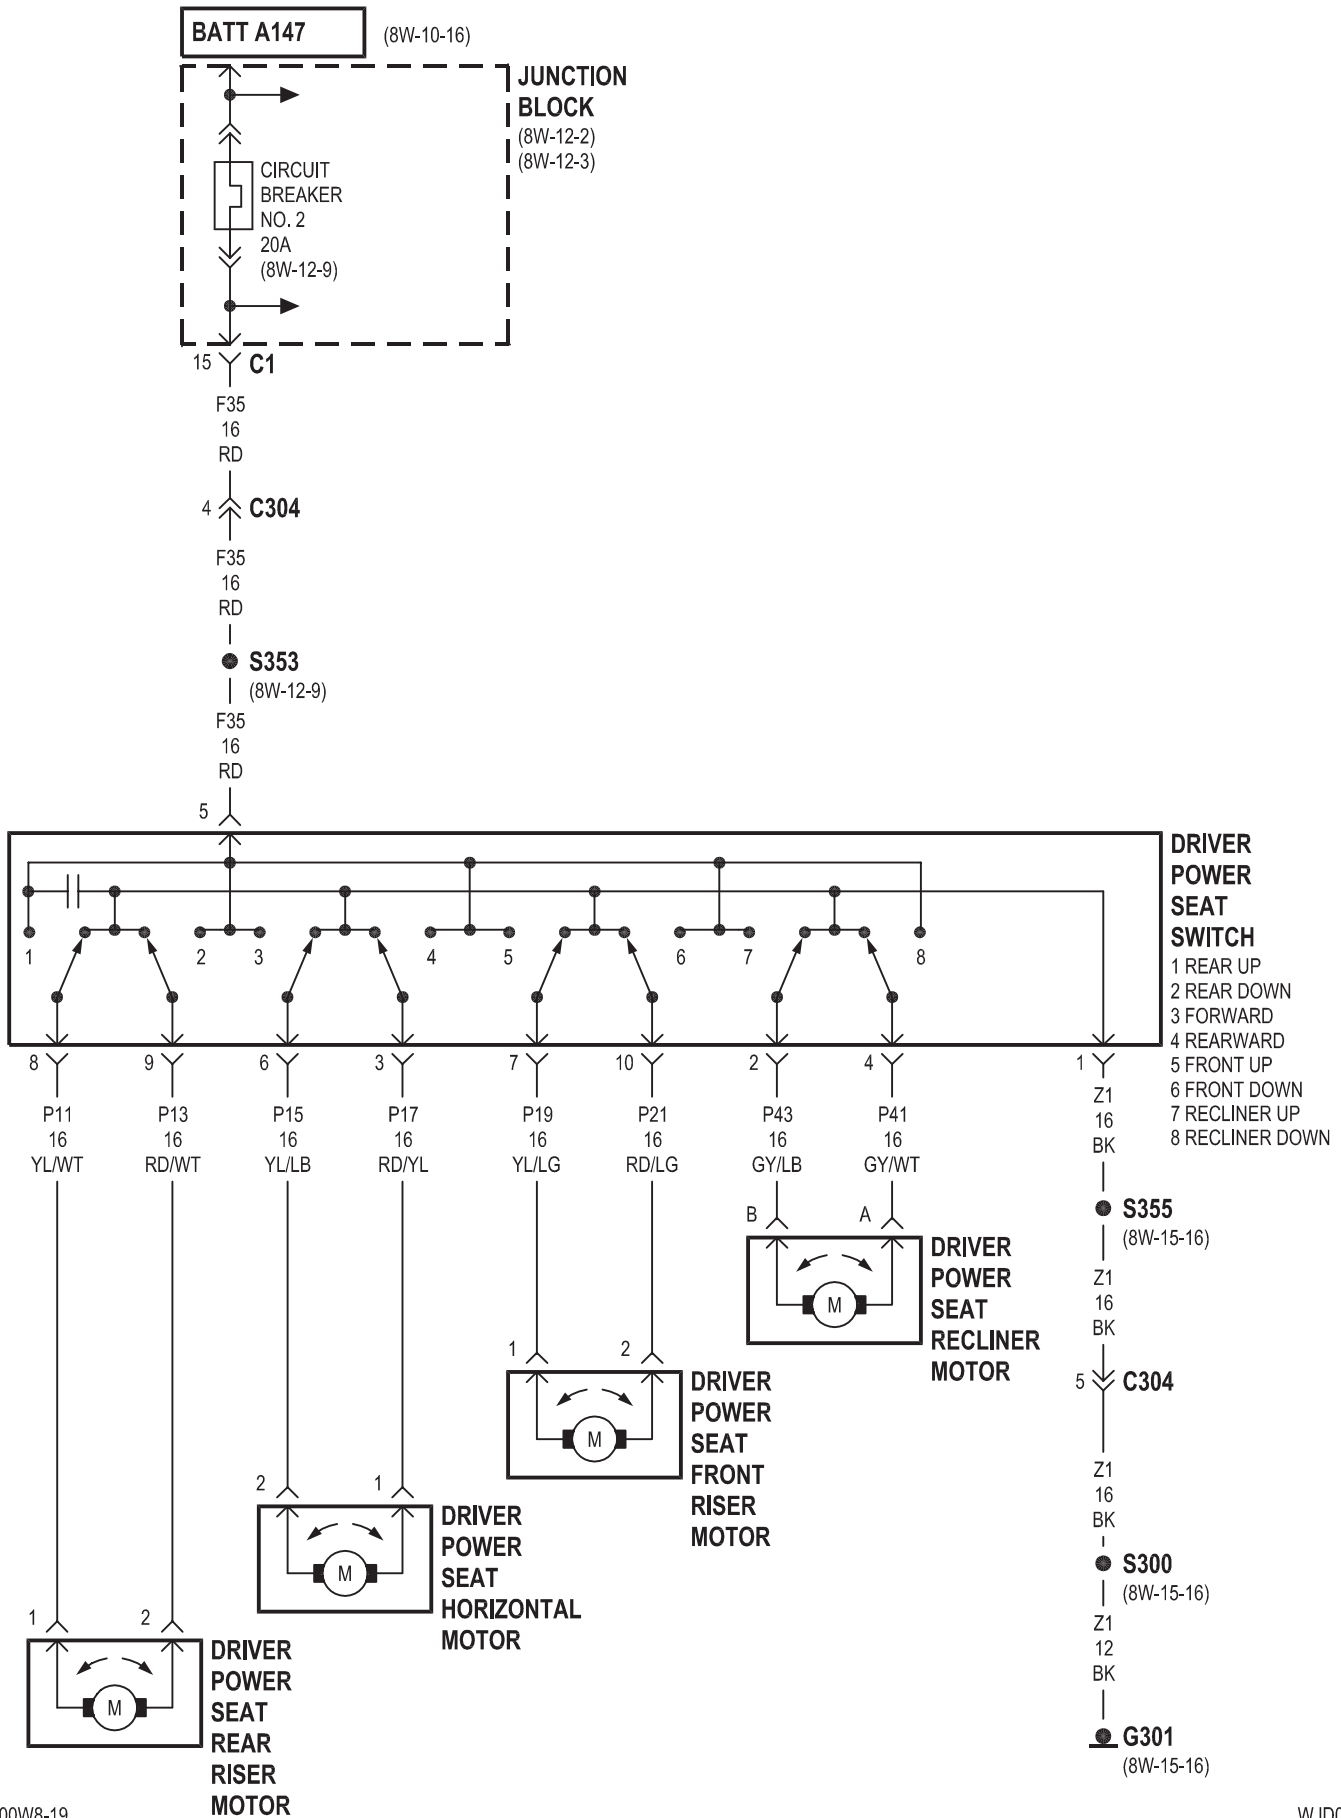 BATT A147
(8W-10-16)
JUNCTION
BLOCK
(8W-12-2)
(8W-12-3)
CIRCUIT
BREAKER
NO. 2
20A
(8W-12-9)
15 C1
F35
16
RD
4 C304
F35
16
RD
S353
(8W-12-9)
F35
16
RD
5
DRIVER
POWER
SEAT
SWITCH
1 REAR UP
2 REAR DOWN
3 FORWARD
4 REARWARD
5 FRONT UP
6 FRONT DOWN
7 RECLINER UP
8 RECLINER DOWN
1 2 3 4 5 6 7 8
8 9 6 3 7 10 2 4 1
P11
16
YL/WT
P13
16
RD/WT
P15
16
YL/LB
P17
16
RD/YL
P19
16
YL/LG
P21
16
RD/LG
P43
16
GY/LB
P41
16
GY/WT
Z1
16
BK
S355
(8W-15-16)
Z1
16
BK
5 C304
Z1
16
BK
S300
(8W-15-16)
Z1
12
BK
G301
(8W-15-16)
B A
M
DRIVER
POWER
SEAT
RECLINER
MOTOR
1 2
M
DRIVER
POWER
SEAT
FRONT
RISER
MOTOR
2 1
M
DRIVER
POWER
SEAT
HORIZONTAL
MOTOR
1 2
M
DRIVER
POWER
SEAT
REAR
RISER
MOTOR
00W8-19